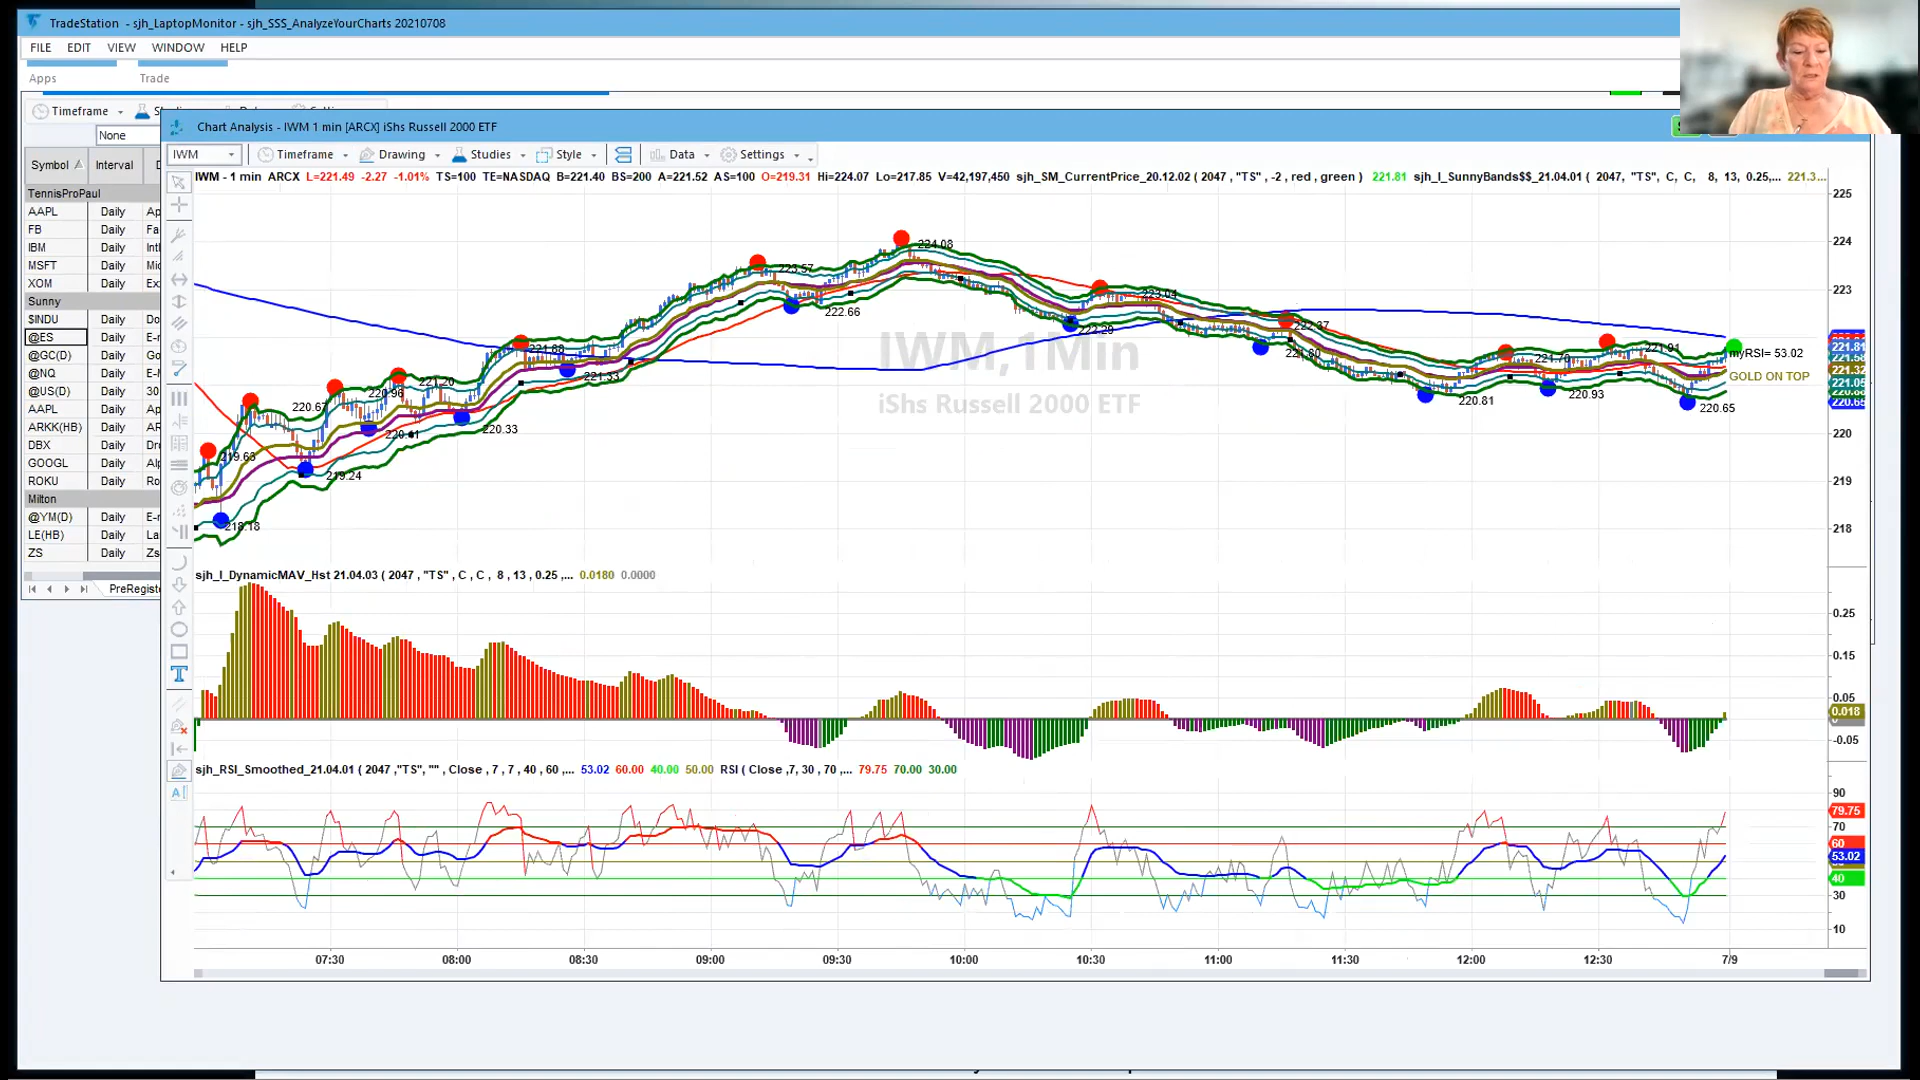 TradeStation - sjh_LaptopMonitor - sjh_SSS_AnalyzeYourCharts 20210708
FILE EDIT VIEW WINDOW HELP
Apps Trade
Timeframe
None
Symbol Interval
TennisProPaul
AAPL Daily
FB Daily
IBM Daily
MSFT Daily
XOM Daily
Sunny
$INDU Daily
@ES Daily
@GC(D) Daily
@NQ Daily
@US(D) Daily
AAPL Daily
ARKK(HB) Daily
DBX Daily
GOOGL Daily
ROKU Daily
Milton
@YM(D) Daily
LE(HB) Daily
ZS Daily
PreRegiste
Chart Analysis - IWM 1 min [ARCX] iShs Russell 2000 ETF
IWM Timeframe Drawing Studies Style Data Settings
IWM - 1 min ARCX L=221.49 -2.27 -1.01% TS=100 TE=NASDAQ B=221.40 BS=200 A=221.52 AS=100 O=219.31 Hi=224.07 Lo=217.85 V=42,197,450 sjh_SM_CurrentPrice_20.12.02 ( 2047 , "TS" , -2 , red , green ) 221.81 sjh_I_SunnyBands$$_21.04.01 ( 2047, "TS", C, C, 8, 13, 0.25,... 221.3...
IWM,1Min
iShs Russell 2000 ETF
219.63
218.18
220.67
219.24
220.96
220.41
221.20
220.33
221.88
221.33
223.57
222.66
224.08
222.29
223.04
221.80
222.37
220.81
221.70
220.93
221.91
220.65
myRSI= 53.02
GOLD ON TOP
225
224
223
221.81
221.32
221.05
220
219
218
sjh_I_DynamicMAV_Hst 21.04.03 ( 2047 , "TS" , C , C , 8 , 13 , 0.25 ,... 0.0180 0.0000
0.25
0.15
0.05
0.018
-0.05
sjh_RSI_Smoothed_21.04.01 ( 2047 ,"TS", "" , Close , 7 , 7 , 40 , 60 ,... 53.02 60.00 40.00 50.00 RSI ( Close ,7, 30 , 70 ,... 79.75 70.00 30.00
90
79.75
70
60
53.02
40
30
10
07:30 08:00 08:30 09:00 09:30 10:00 10:30 11:00 11:30 12:00 12:30 7/9